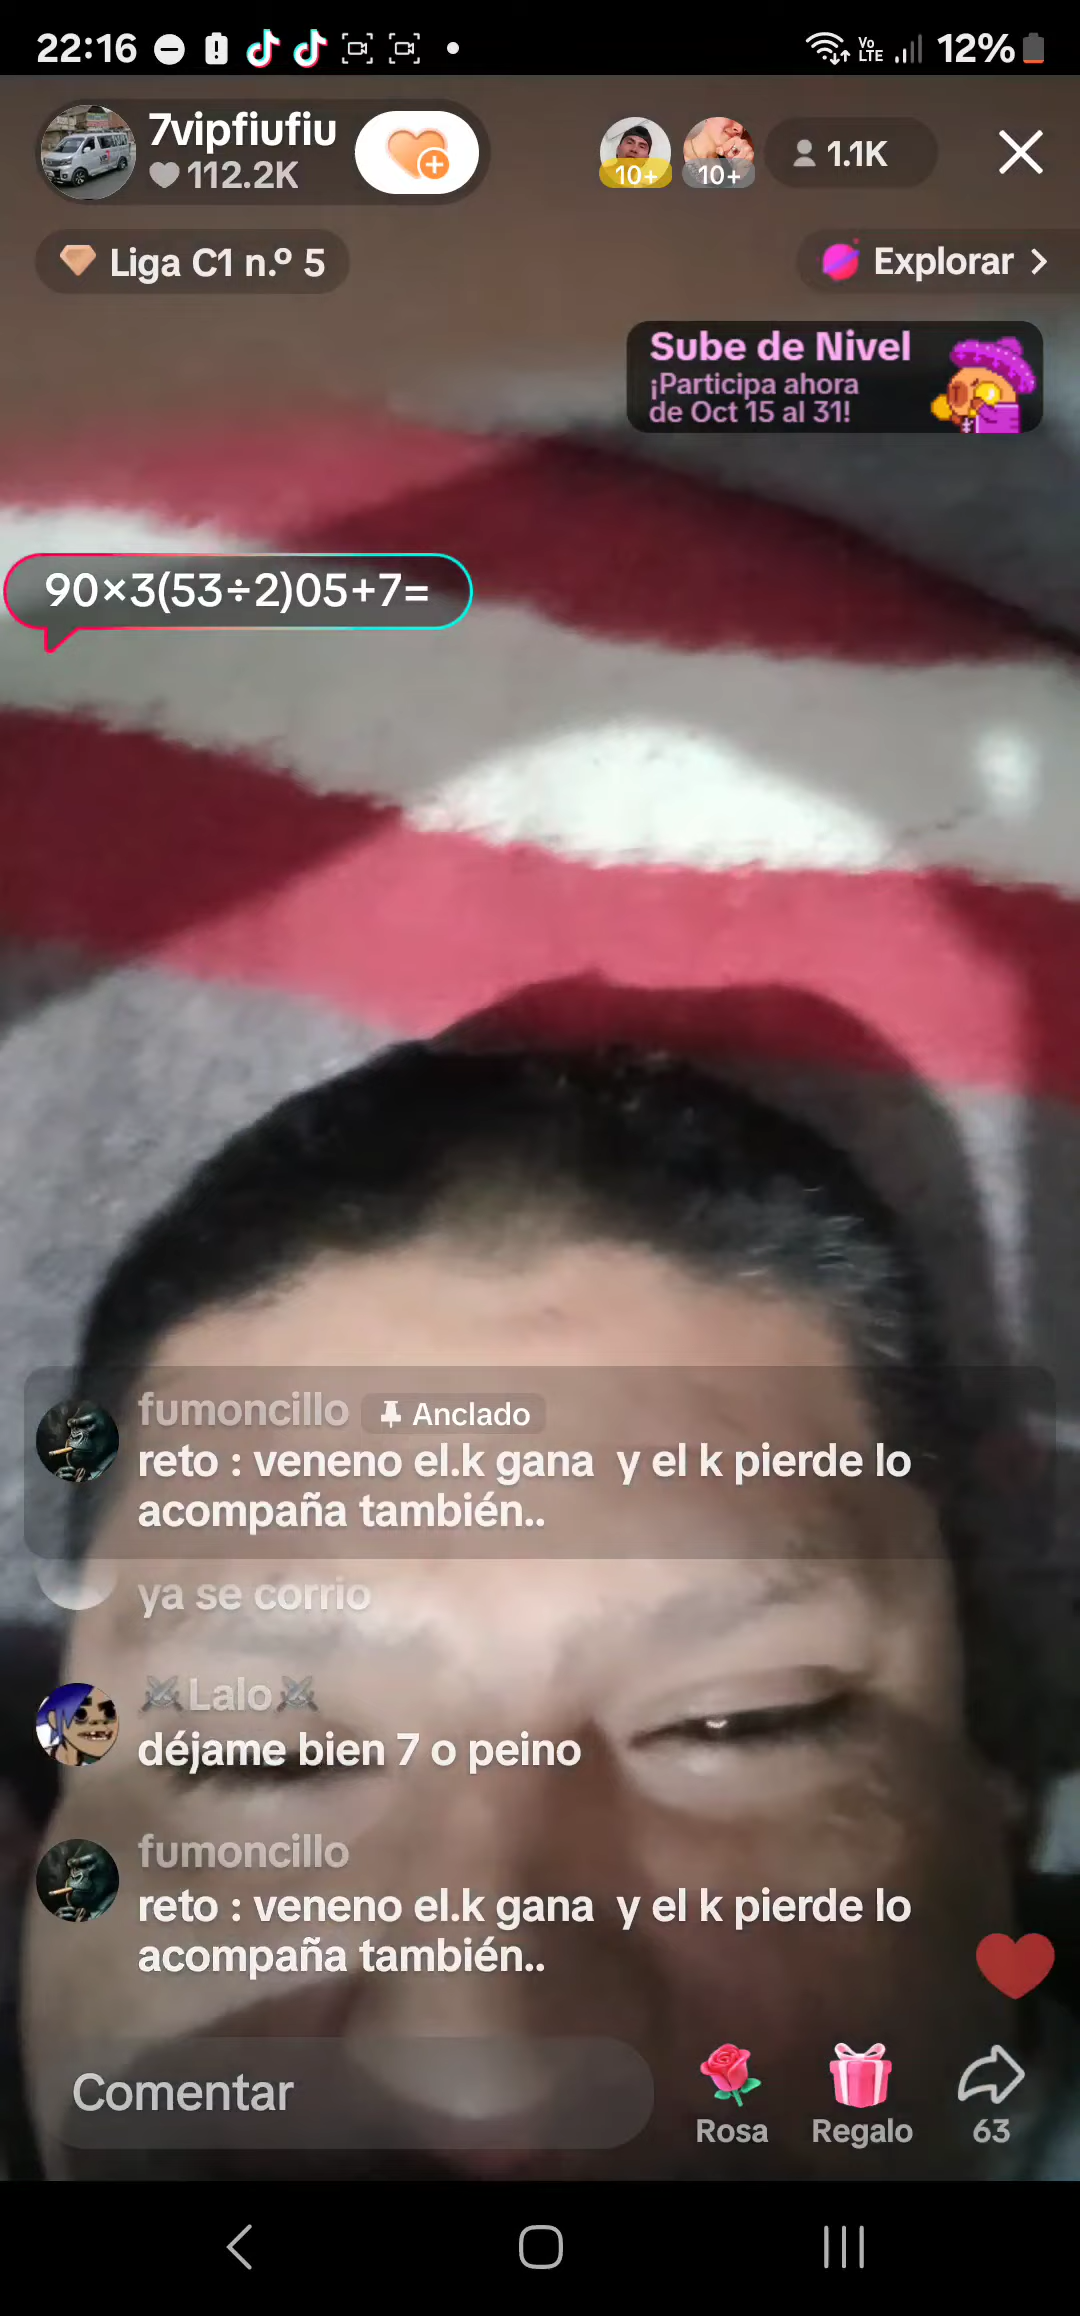 22:16
Vo
LTE
12%
7vipfiufiu
112.2K
10+
10+
1.1K
Liga C1 n.º 5
Explorar
Sube de Nivel
¡Participa ahora
de Oct 15 al 31!
90×3(53÷2)05+7=
fumoncillo Anclado
reto : veneno el.k gana y el k pierde lo
acompaña también..
ya se corrio
⚔Lalo⚔
déjame bien 7 o peino
fumoncillo
reto : veneno el.k gana y el k pierde lo
acompaña también..
Comentar
Rosa
Regalo
63